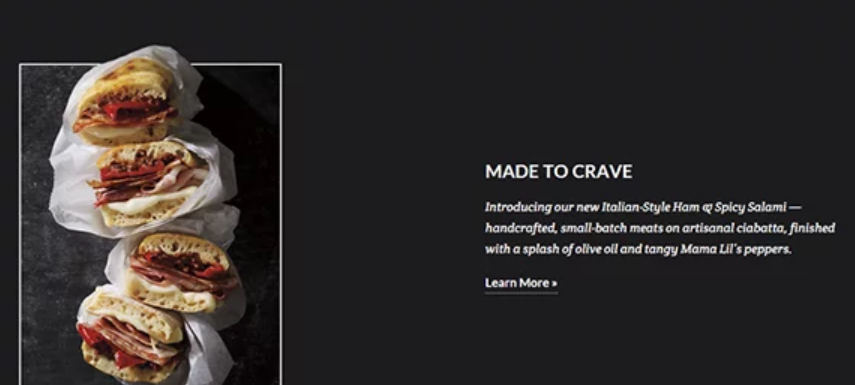 MADE TO CRAVE
Introducing our new Italian-Style Ham & Spicy Salami —
handcrafted, small-batch meats on artisanal ciabatta, finished
with a splash of olive oil and tangy Mama Lil's peppers.
Learn More »